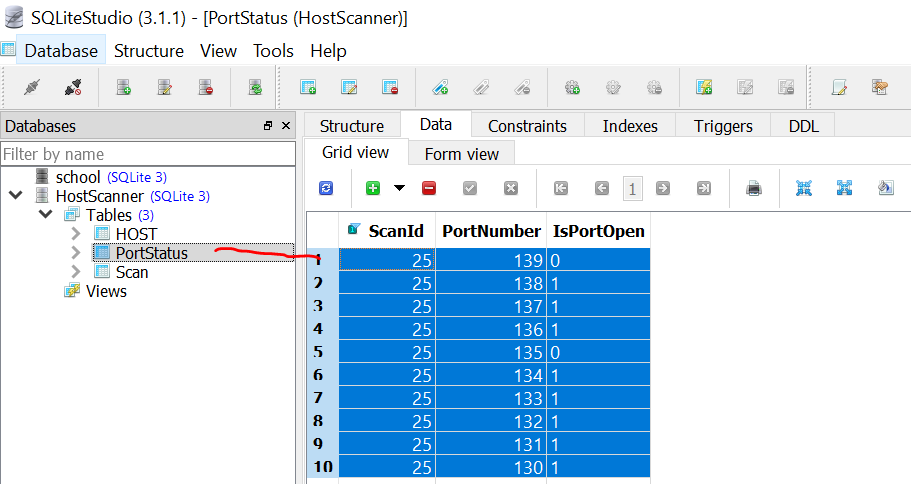 SQLiteStudio (3.1.1) - [PortStatus (HostScanner)]
Database Structure View Tools Help
Databases
Filter by name
school (SQLite 3)
HostScanner (SQLite 3)
Tables (3)
HOST
PortStatus
Scan
Views
Structure Data Constraints Indexes Triggers DDL
Grid view Form view
1
ScanId PortNumber IsPortOpen
1 25 139 0
2 25 138 1
3 25 137 1
4 25 136 1
5 25 135 0
6 25 134 1
7 25 133 1
8 25 132 1
9 25 131 1
10 25 130 1